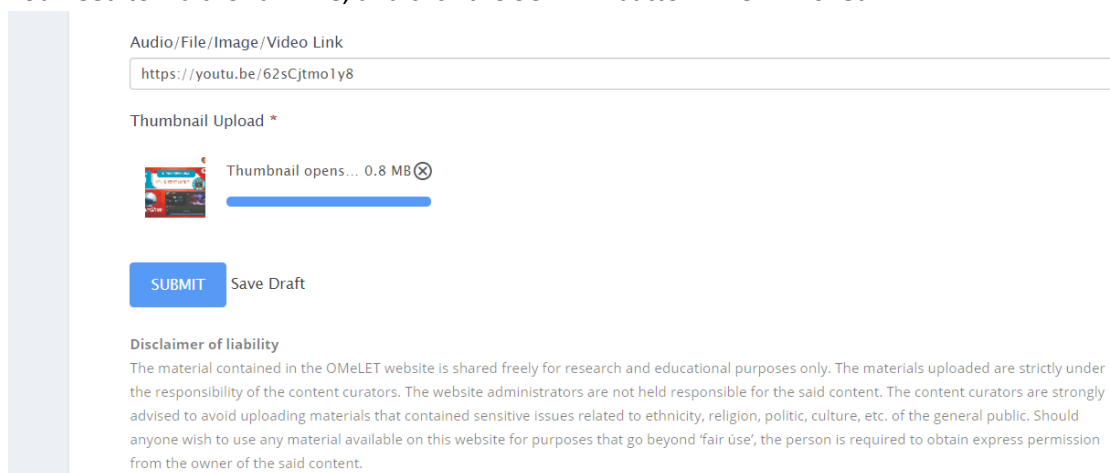 Audio/File/Image/Video Link
https://youtu.be/62sCjtmo1y8
Thumbnail Upload *
Thumbnail opens... 0.8 MB
SUBMIT Save Draft
Disclaimer of liability
The material contained in the OMeLET website is shared freely for research and educational purposes only. The materials uploaded are strictly under
the responsibility of the content curators. The website administrators are not held responsible for the said content. The content curators are strongly
advised to avoid uploading materials that contained sensitive issues related to ethnicity, religion, politic, culture, etc. of the general public. Should
anyone wish to use any material available on this website for purposes that go beyond ‘fair use’, the person is required to obtain express permission
from the owner of the said content.